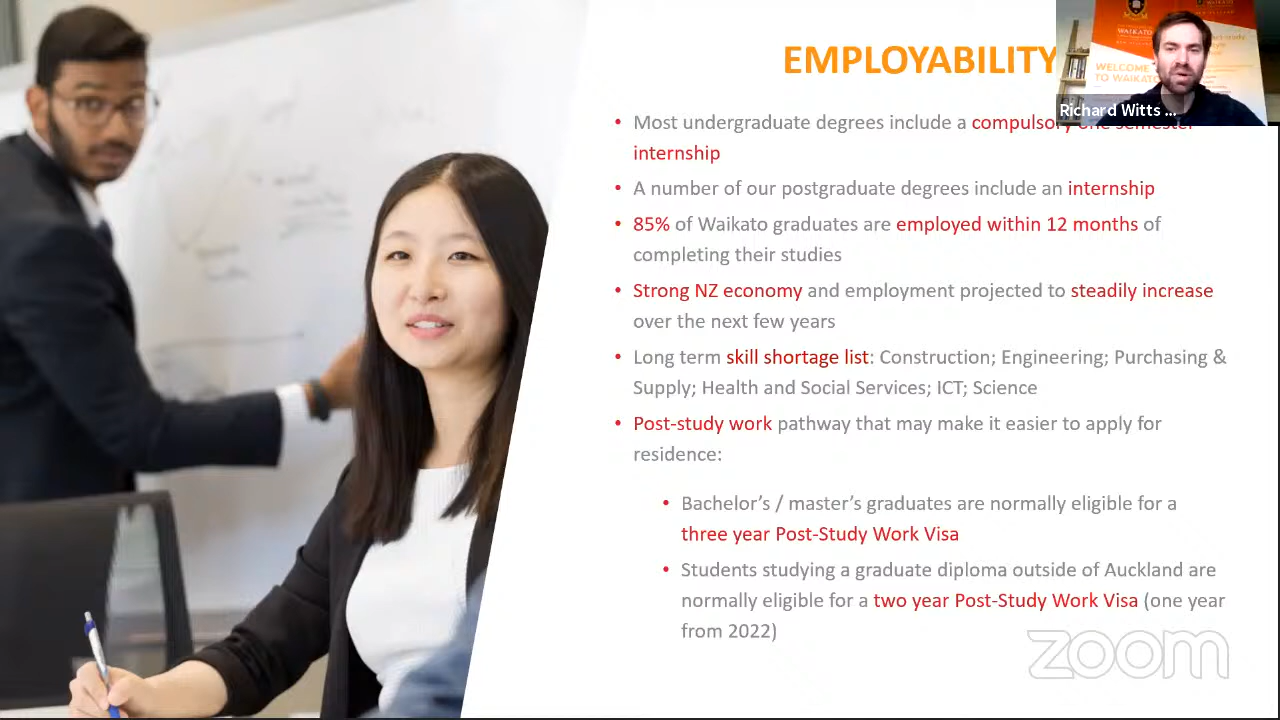 EMPLOYABILITY
WAIKATO
WELCOME
TO WAIKATO
Richard Witts ...
• Most undergraduate degrees include a compulsory one semester
internship
• A number of our postgraduate degrees include an internship
• 85% of Waikato graduates are employed within 12 months of
completing their studies
• Strong NZ economy and employment projected to steadily increase
over the next few years
• Long term skill shortage list: Construction; Engineering; Purchasing &
Supply; Health and Social Services; ICT; Science
• Post-study work pathway that may make it easier to apply for
residence:
• Bachelor’s / master’s graduates are normally eligible for a
three year Post-Study Work Visa
• Students studying a graduate diploma outside of Auckland are
normally eligible for a two year Post-Study Work Visa (one year
from 2022)
zoom